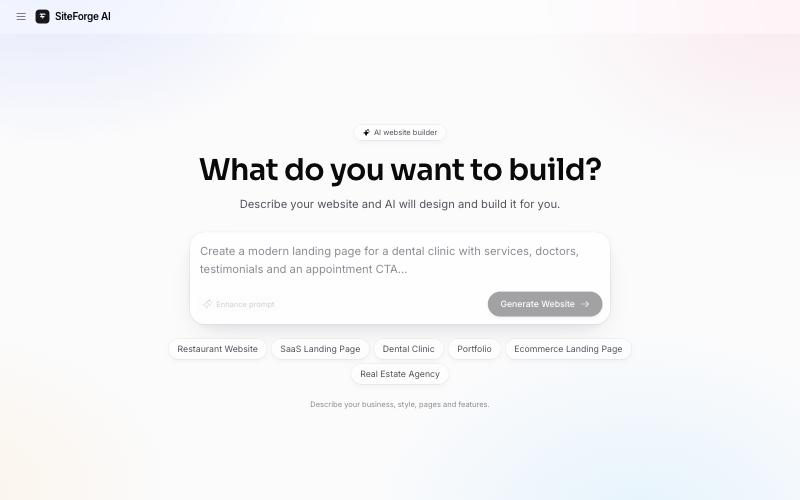 SiteForge AI
AI website builder
What do you want to build?
Describe your website and AI will design and build it for you.
Create a modern landing page for a dental clinic with services, doctors,
testimonials and an appointment CTA...
Enhance prompt
Generate Website →
Restaurant Website
SaaS Landing Page
Dental Clinic
Portfolio
Ecommerce Landing Page
Real Estate Agency
Describe your business, style, pages and features.